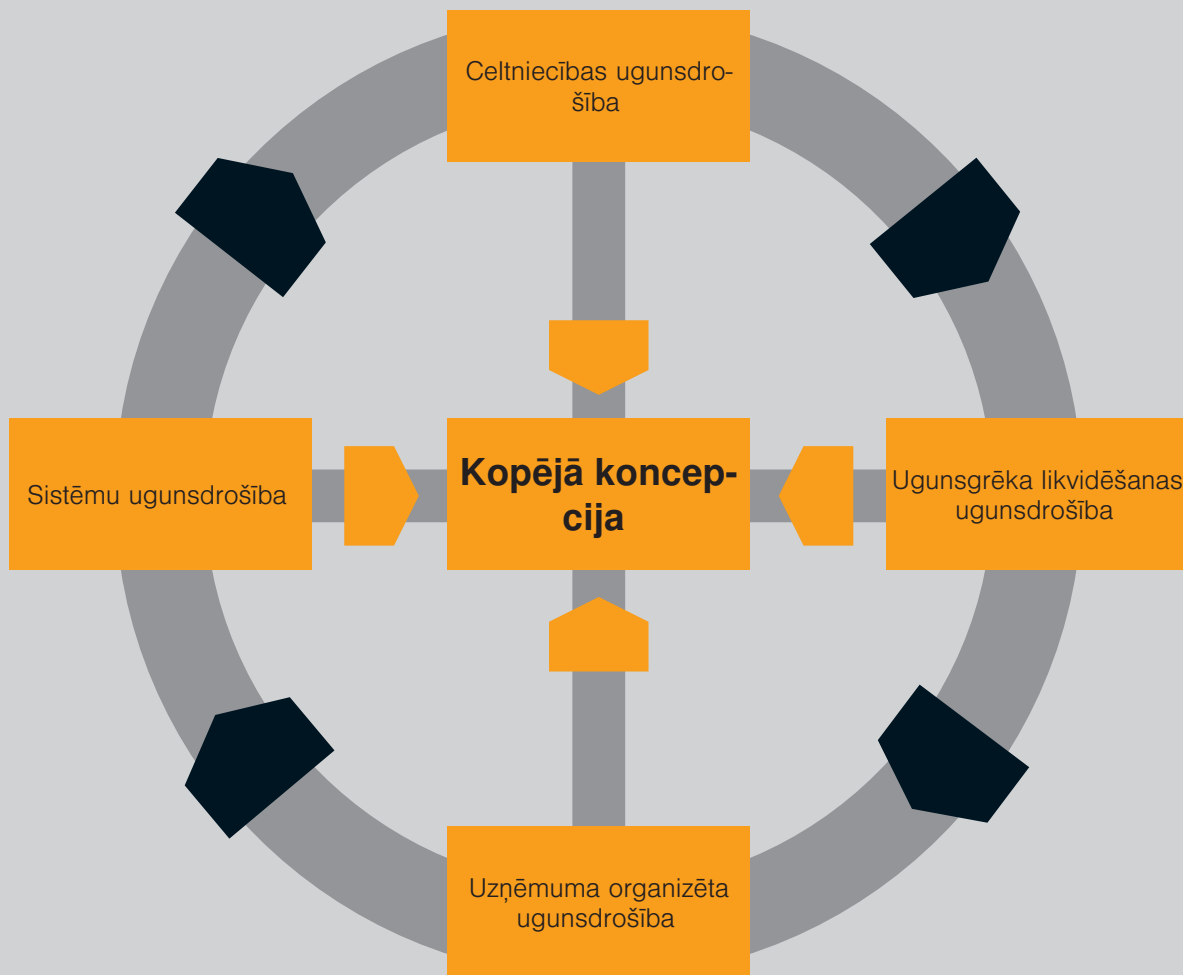 Celtniecības ugunsdro-
šība
Sistēmu ugunsdrošība
Kopējā koncep-
cija
Ugunsgrēka likvidēšanas
ugunsdrošība
Uzņēmuma organizēta
ugunsdrošība